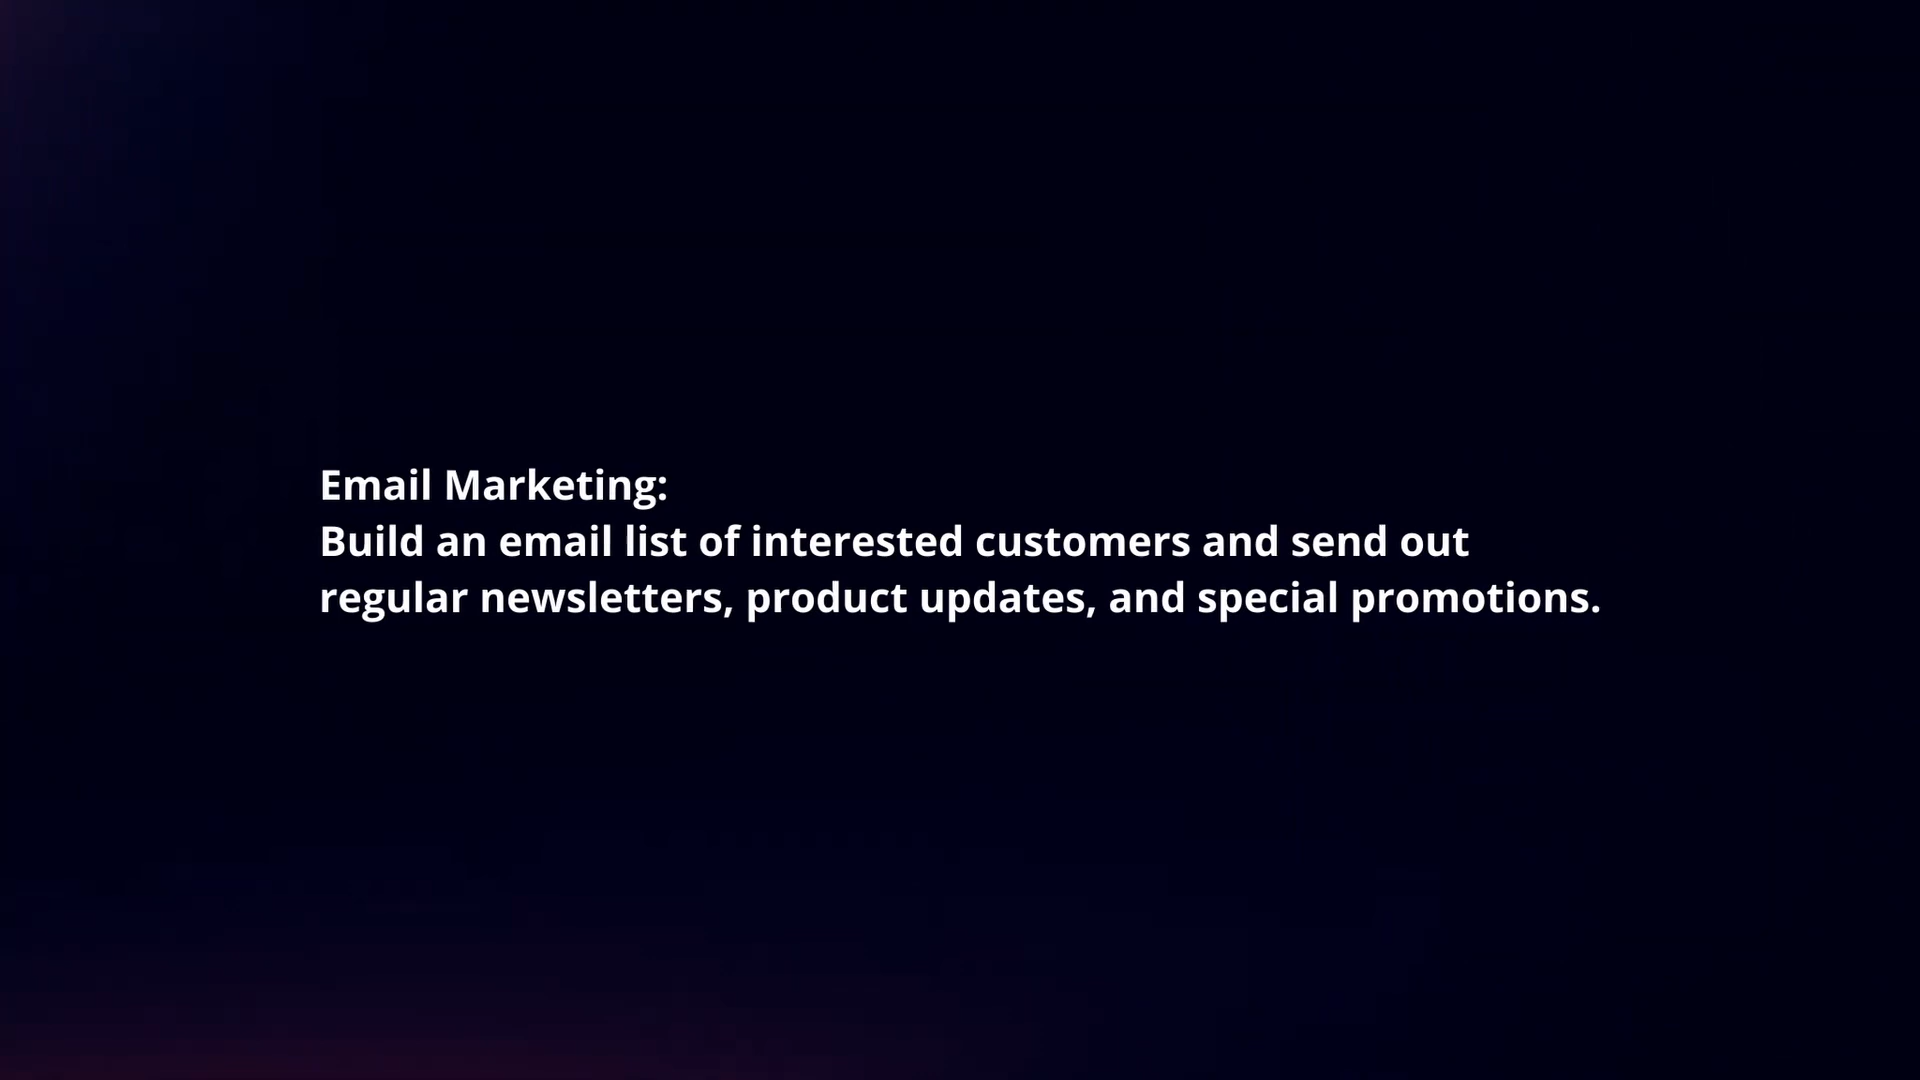 Email Marketing:
Build an email list of interested customers and send out
regular newsletters, product updates, and special promotions.